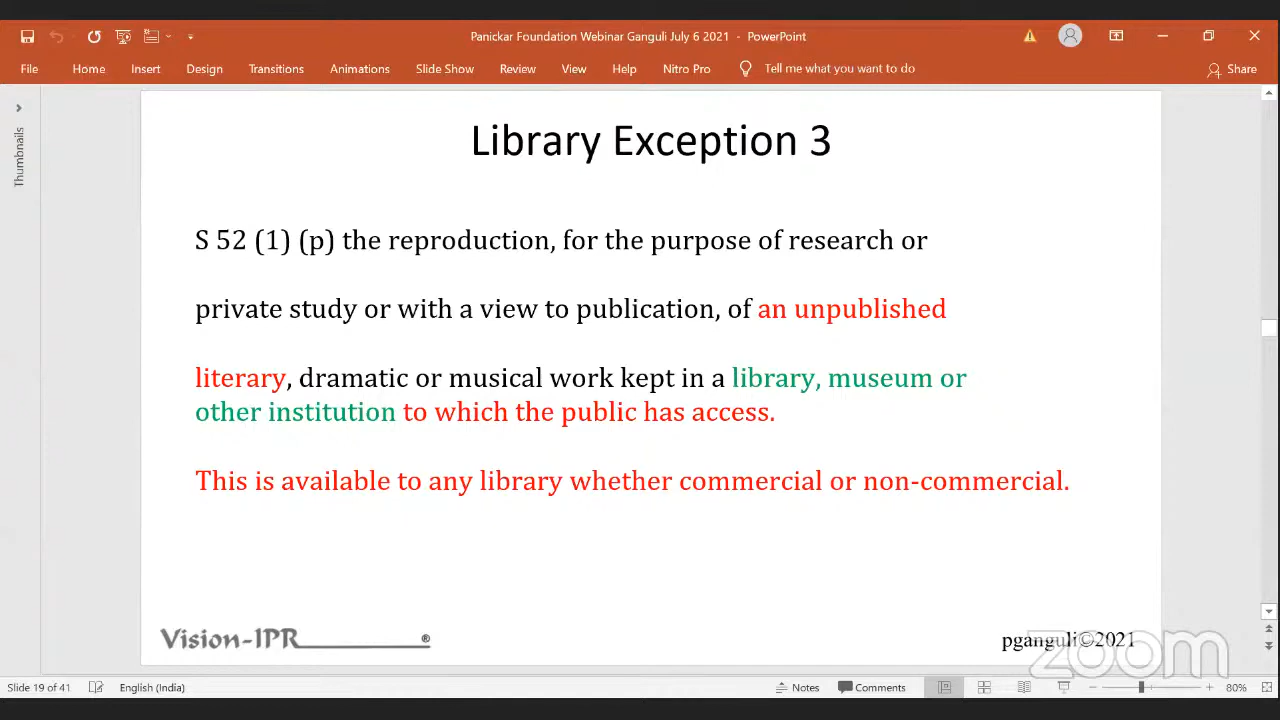 Panickar Foundation Webinar Ganguli July 6 2021 - PowerPoint
File Home Insert Design Transitions Animations Slide Show Review View Help Nitro Pro Tell me what you want to do Share
Thumbnails
Library Exception 3
S 52 (1) (p) the reproduction, for the purpose of research or
private study or with a view to publication, of an unpublished
literary, dramatic or musical work kept in a library, museum or
other institution to which the public has access.
This is available to any library whether commercial or non-commercial.
Vision-IPR ®
pganguli©2021
zoom
Slide 19 of 41 English (India) Notes Comments 80%